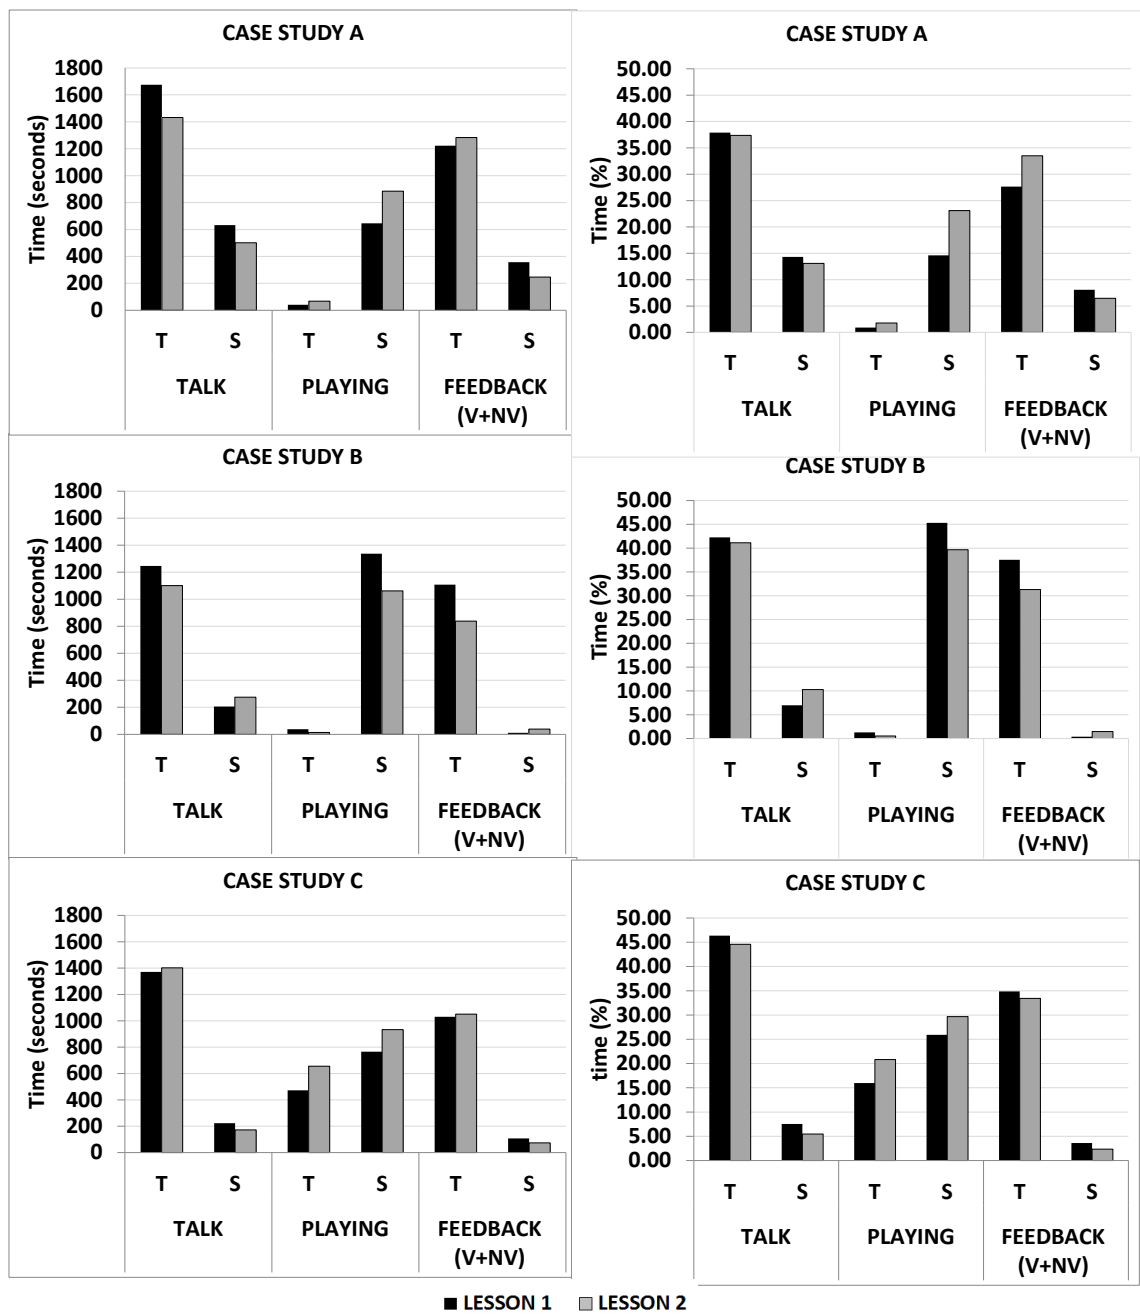 CASE STUDY A
Time (seconds)
1800
1600
1400
1200
1000
800
600
400
200
0
T S T S T S
TALK PLAYING FEEDBACK
(V+NV)
CASE STUDY A
Time (%)
50.00
45.00
40.00
35.00
30.00
25.00
20.00
15.00
10.00
5.00
0.00
T S T S T S
TALK PLAYING FEEDBACK
(V+NV)
CASE STUDY B
Time (seconds)
1800
1600
1400
1200
1000
800
600
400
200
0
T S T S T S
TALK PLAYING FEEDBACK
(V+NV)
CASE STUDY B
Time (%)
50.00
45.00
40.00
35.00
30.00
25.00
20.00
15.00
10.00
5.00
0.00
T S T S T S
TALK PLAYING FEEDBACK
(V+NV)
CASE STUDY C
Time (seconds)
1800
1600
1400
1200
1000
800
600
400
200
0
T S T S T S
TALK PLAYING FEEDBACK
(V+NV)
CASE STUDY C
time (%)
50.00
45.00
40.00
35.00
30.00
25.00
20.00
15.00
10.00
5.00
0.00
T S T S T S
TALK PLAYING FEEDBACK
(V+NV)
LESSON 1 LESSON 2